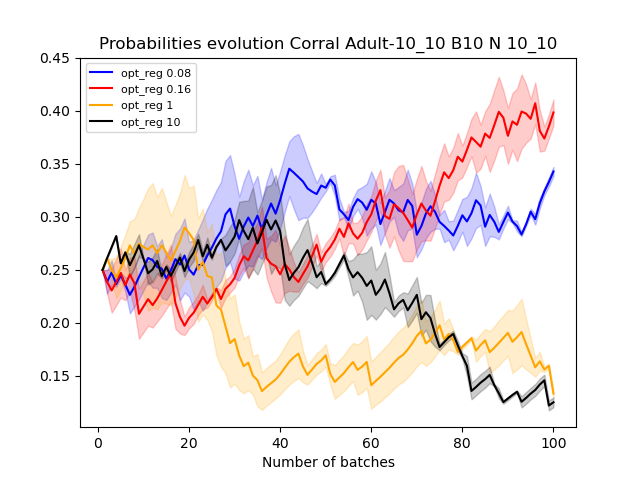 Probabilities evolution Corral Adult-10_10 B10 N 10_10
0.45
0.40
0.35
0.30
0.25
0.20
0.15
opt_reg 0.08
opt_reg 0.16
opt_reg 1
opt_reg 10
0 20 40 60 80 100
Number of batches